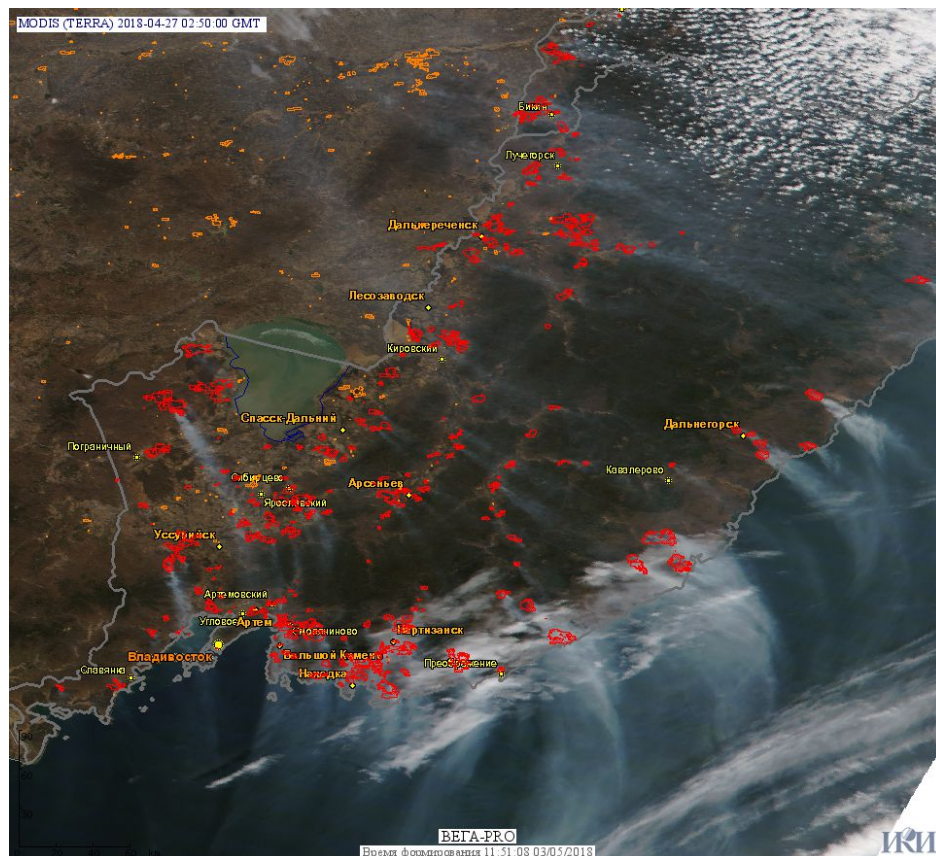 MODIS (TERRA) 2018-04-27 02:50:00 GMT
Бикин
Лучегорск
Дальнереченск
Лесозаводск
Кировский
Спасск-Дальний
Дальнегорск
Пограничный
Кавалерово
Сибирцево
Арсеньев
Ярославский
Уссурийск
Артемовский
Угловое
Артем
Смоляниново
Партизанск
Владивосток
Большой Камень
Преображение
Славянка
Находка
ВЕГА-PRO
Время формирования 11:51:08 03/05/2018
ИКИ